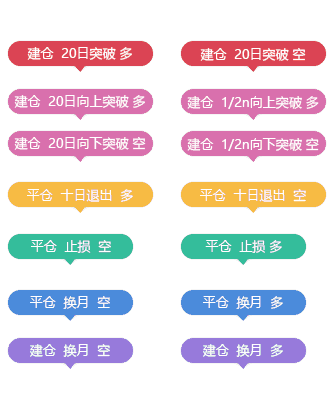 建仓 20日突破 多
建仓 20日突破 空
建仓 20日向上突破 多
建仓 1/2n向上突破 多
建仓 20日向下突破 空
建仓 1/2n向下突破 空
平仓 十日退出 多
平仓 十日退出 空
平仓 止损 空
平仓 止损 多
平仓 换月 空
平仓 换月 多
建仓 换月 空
建仓 换月 多